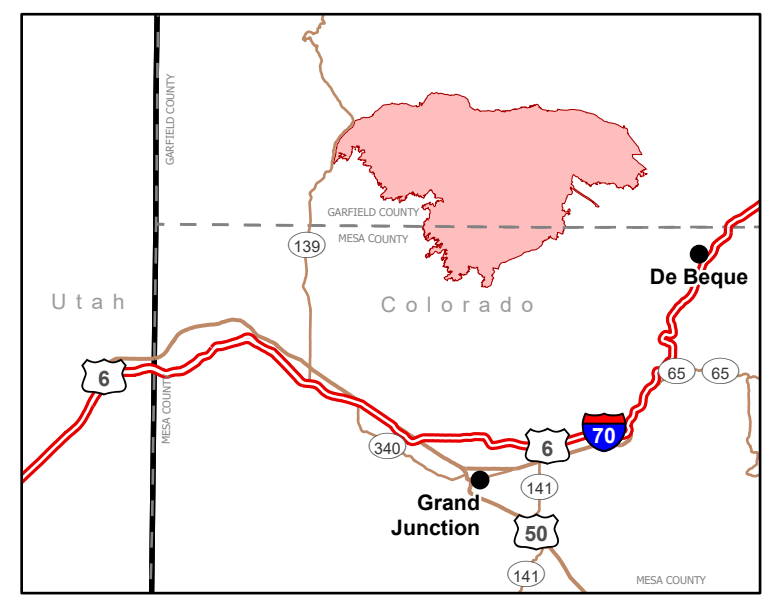 GARFIELD COUNTY
GARFIELD COUNTY
MESA COUNTY
139
De Beque
Utah
Colorado
6
65
65
MESA COUNTY
70
340
6
141
Grand
Junction
50
141
MESA COUNTY